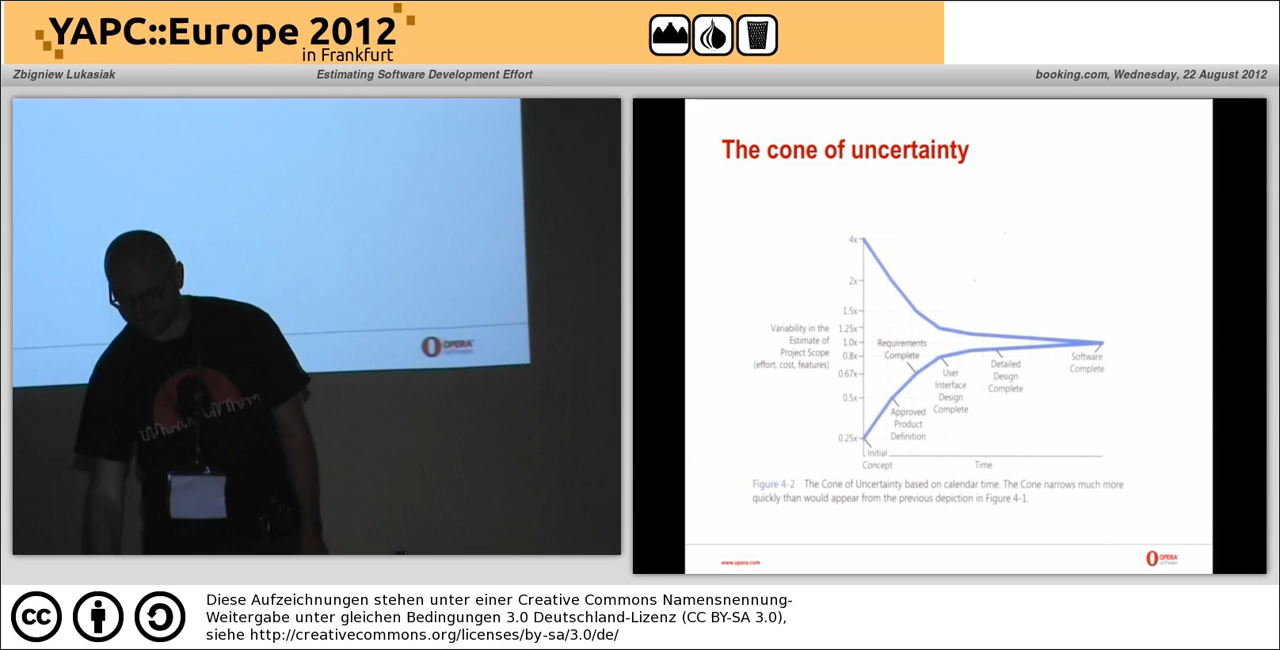 YAPC::Europe 2012
in Frankfurt
Zbigniew Lukasiak
Estimating Software Development Effort
booking.com, Wednesday, 22 August 2012
OPERA
software
The cone of uncertainty
4x
2x
1.5x
1.25x
1.0x
0.8x
0.67x
0.5x
0.25x
Variability in the
Estimate of
Project Scope
(effort, cost, features)
Requirements
Complete
User
Interface
Design
Complete
Detailed
Design
Complete
Software
Complete
Approved
Product
Definition
Initial
Concept
Time
Figure 4-2 The Cone of Uncertainty based on calendar time. The Cone narrows much more
quickly than would appear from the previous depiction in Figure 4-1.
www.opera.com
OPERA
software
cc
Diese Aufzeichnungen stehen unter einer Creative Commons Namensnennung-
Weitergabe unter gleichen Bedingungen 3.0 Deutschland-Lizenz (CC BY-SA 3.0),
siehe http://creativecommons.org/licenses/by-sa/3.0/de/